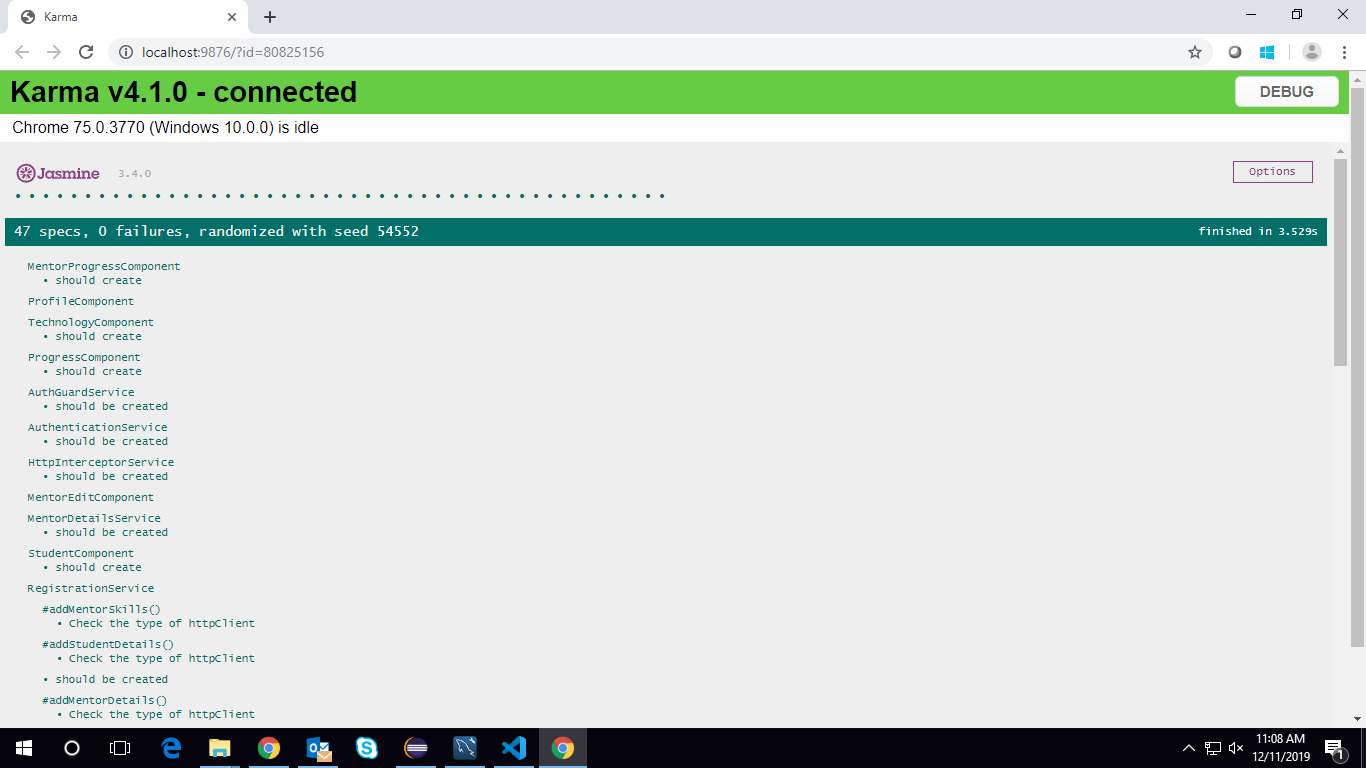 Karma
localhost:9876/?id=80825156
Karma v4.1.0 - connected
DEBUG
Chrome 75.0.3770 (Windows 10.0.0) is idle
Jasmine 3.4.0
Options
47 specs, 0 failures, randomized with seed 54552
finished in 3.529s
MentorProgressComponent
• should create
ProfileComponent
TechnologyComponent
• should create
ProgressComponent
• should create
AuthGuardService
• should be created
AuthenticationService
• should be created
HttpInterceptorService
• should be created
MentorEditComponent
MentorDetailsService
• should be created
StudentComponent
• should create
RegistrationService
#addMentorSkills()
• Check the type of httpClient
#addStudentDetails()
• Check the type of httpClient
• should be created
#addMentorDetails()
• Check the type of httpClient
11:08 AM
12/11/2019
1